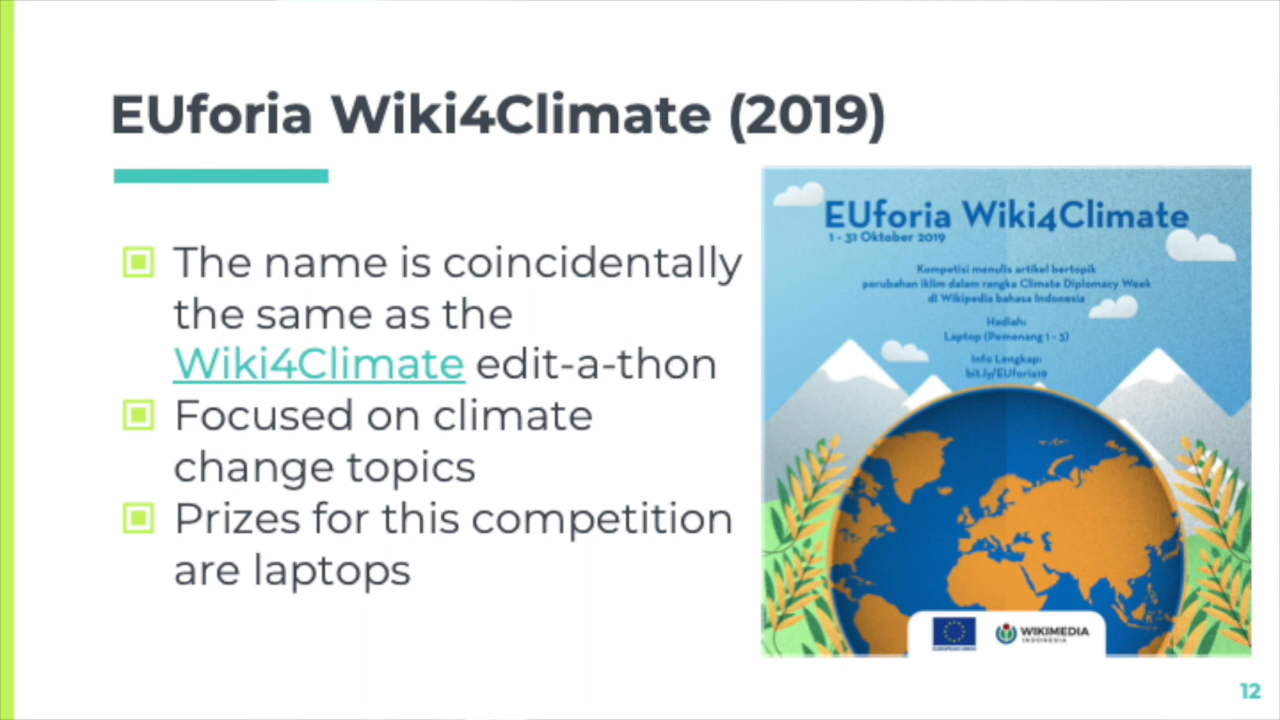 EUforia Wiki4Climate (2019)
The name is coincidentally
the same as the
Wiki4Climate edit-a-thon
Focused on climate
change topics
Prizes for this competition
are laptops
EUforia Wiki4Climate
1 - 31 Oktober 2019
Kompetisi menulis artikel bertopik
perubahan iklim dalam rangka Climate Diplomacy Week
di Wikipedia bahasa Indonesia
Hadiah:
Laptop (Pemenang 1 - 3)
Info Lengkap:
bit.ly/EUforia19
EUROPEAN UNION
WIKIMEDIA
INDONESIA
12